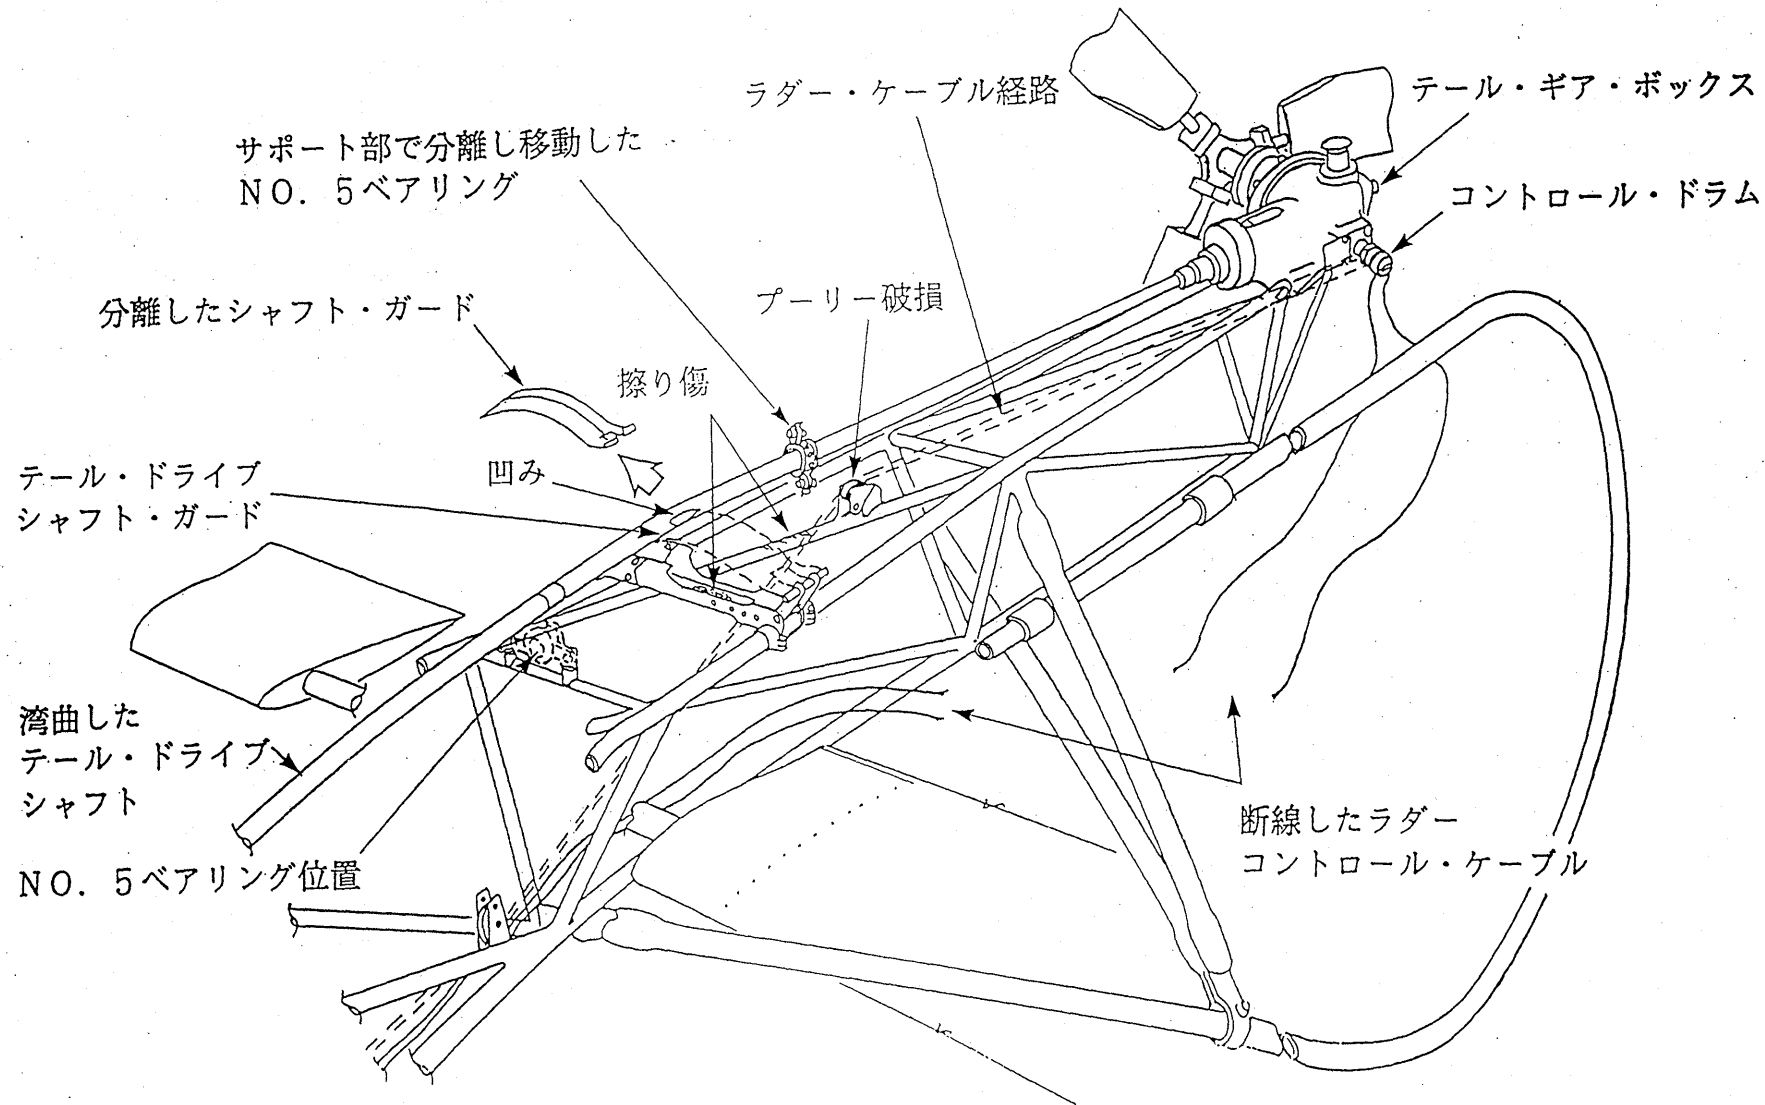 ラダー・ケーブル経路
テール・ギア・ボックス
サポート部で分離し移動した
NO. 5ベアリング
コントロール・ドラム
分離したシャフト・ガード
プーリー破損
擦り傷
凹み
テール・ドライブ
シャフト・ガード
湾曲した
テール・ドライブ
シャフト
NO. 5ベアリング位置
断線したラダー
コントロール・ケーブル